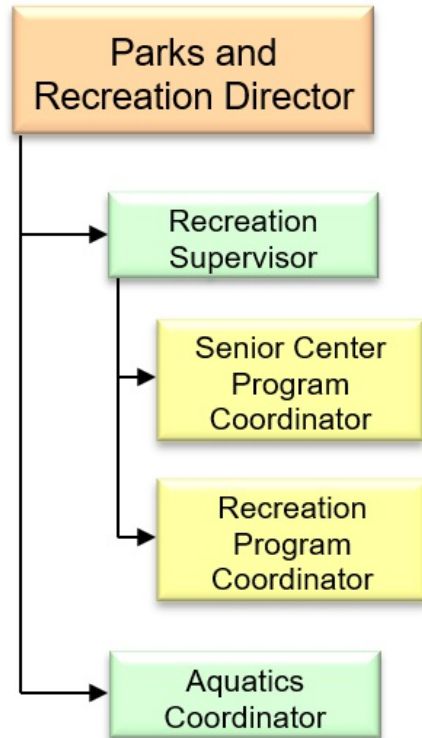 Parks and
Recreation Director
Recreation
Supervisor
Senior Center
Program
Coordinator
Recreation
Program
Coordinator
Aquatics
Coordinator